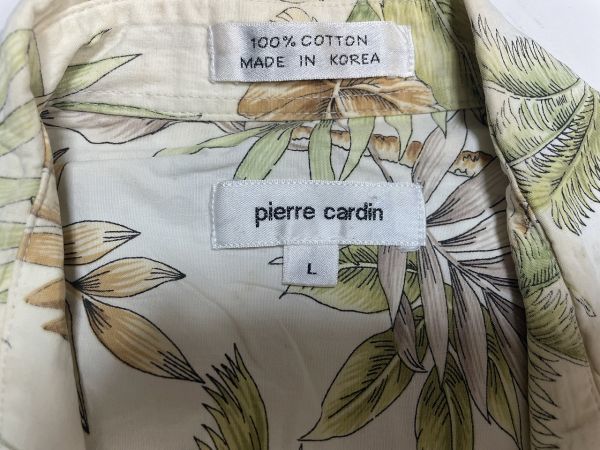 100% COTTON
MADE IN KOREA
pierre cardin
L